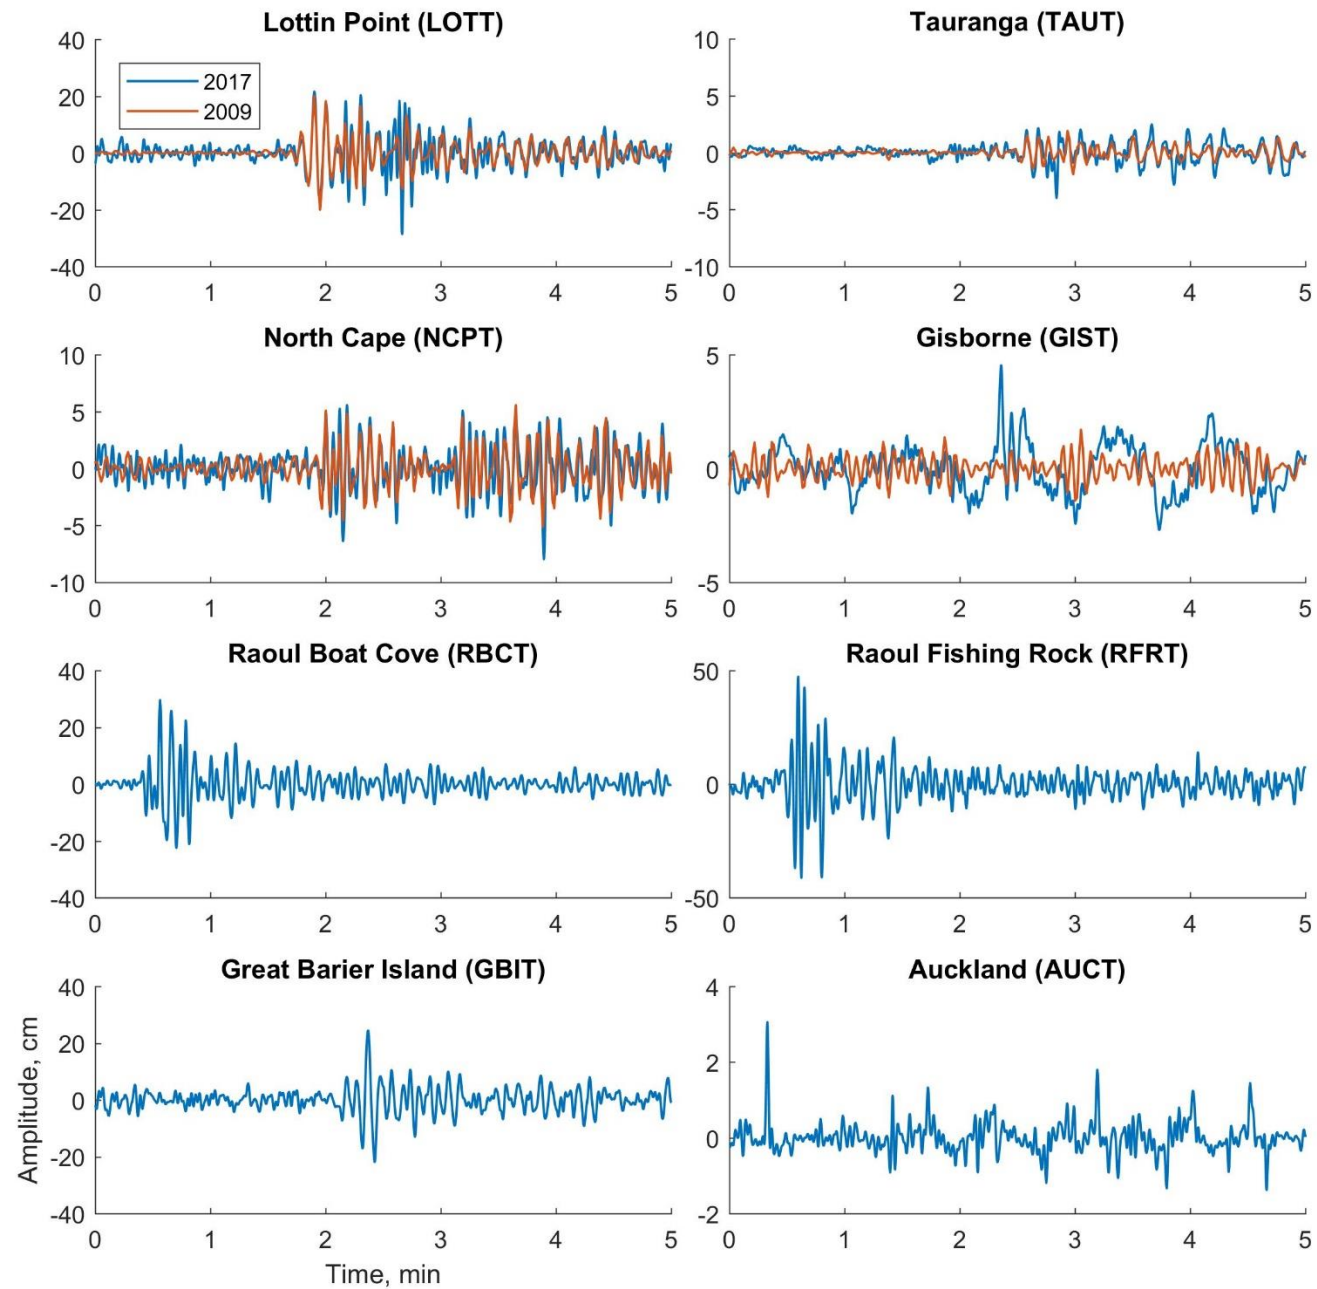 Lottin Point (LOTT)
40
20
0
-20
-40
0 1 2 3 4 5
2017
2009
Tauranga (TAUT)
10
5
0
-5
-10
0 1 2 3 4 5
North Cape (NCPT)
10
5
0
-5
-10
0 1 2 3 4 5
Gisborne (GIST)
5
0
-5
0 1 2 3 4 5
Raoul Boat Cove (RBCT)
40
20
0
-20
-40
0 1 2 3 4 5
Raoul Fishing Rock (RFRT)
50
0
-50
0 1 2 3 4 5
Great Barier Island (GBIT)
40
20
0
-20
-40
0 1 2 3 4 5
Amplitude, cm
Time, min
Auckland (AUCT)
4
2
0
-2
0 1 2 3 4 5